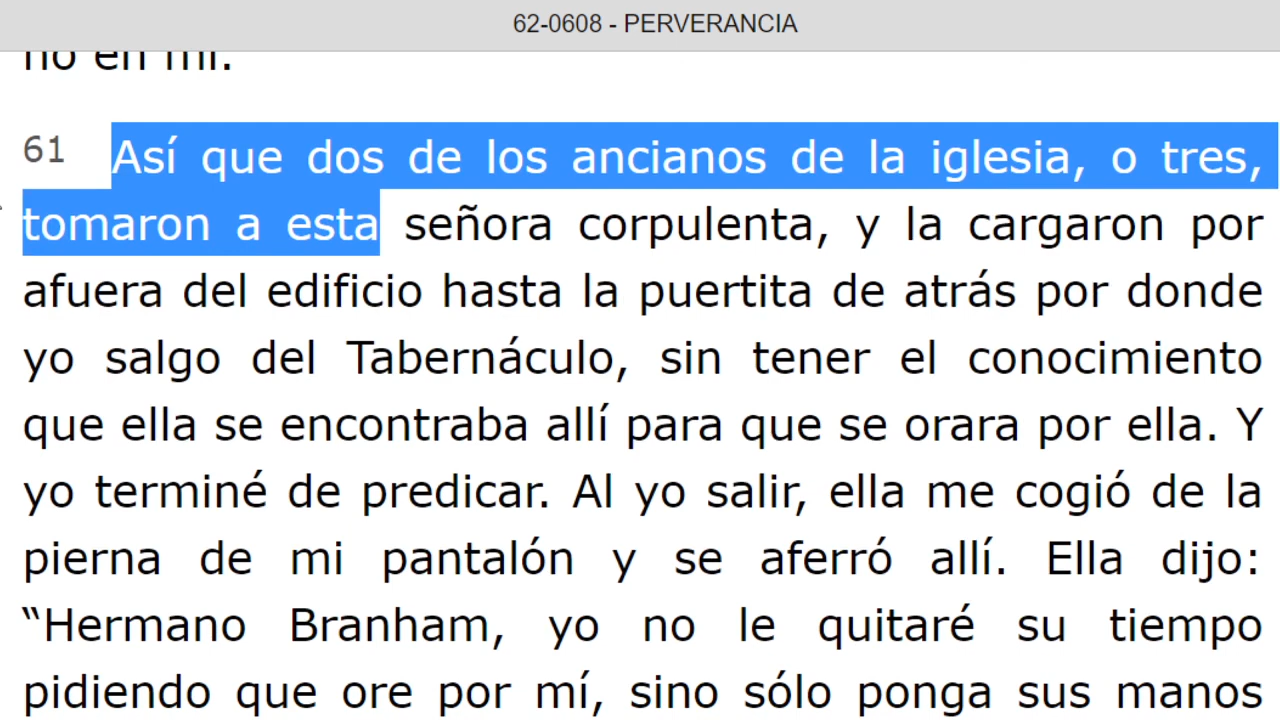 62-0608 - PERVERANCIA
no en mí.
61 Así que dos de los ancianos de la iglesia, o tres,
tomaron a esta señora corpulenta, y la cargaron por
afuera del edificio hasta la puertita de atrás por donde
yo salgo del Tabernáculo, sin tener el conocimiento
que ella se encontraba allí para que se orara por ella. Y
yo terminé de predicar. Al yo salir, ella me cogió de la
pierna de mi pantalón y se aferró allí. Ella dijo:
“Hermano Branham, yo no le quitaré su tiempo
pidiendo que ore por mí, sino sólo ponga sus manos